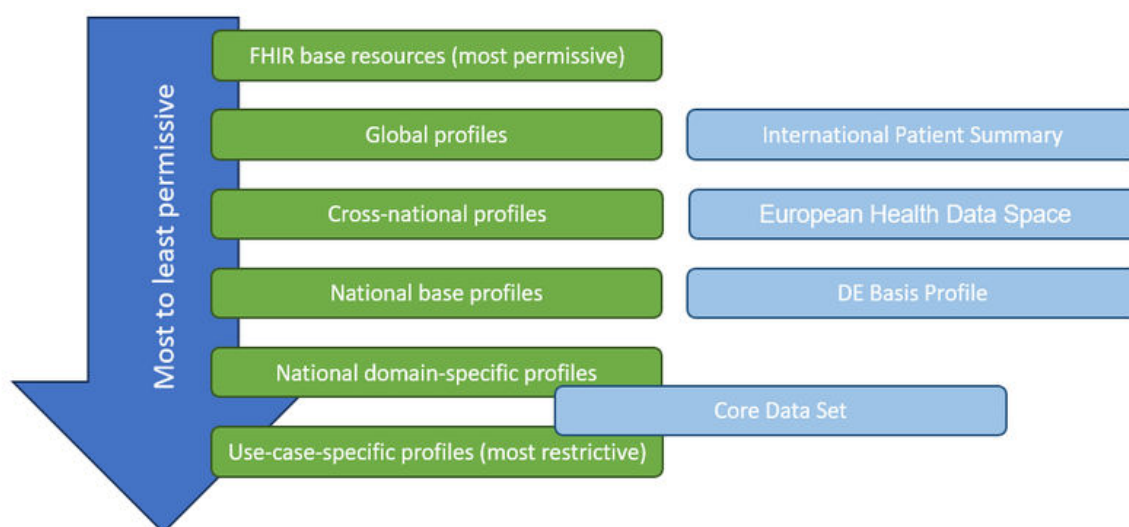 Most to least permissive
FHIR base resources (most permissive)
Global profiles
International Patient Summary
Cross-national profiles
European Health Data Space
National base profiles
DE Basis Profile
National domain-specific profiles
Core Data Set
Use-case-specific profiles (most restrictive)